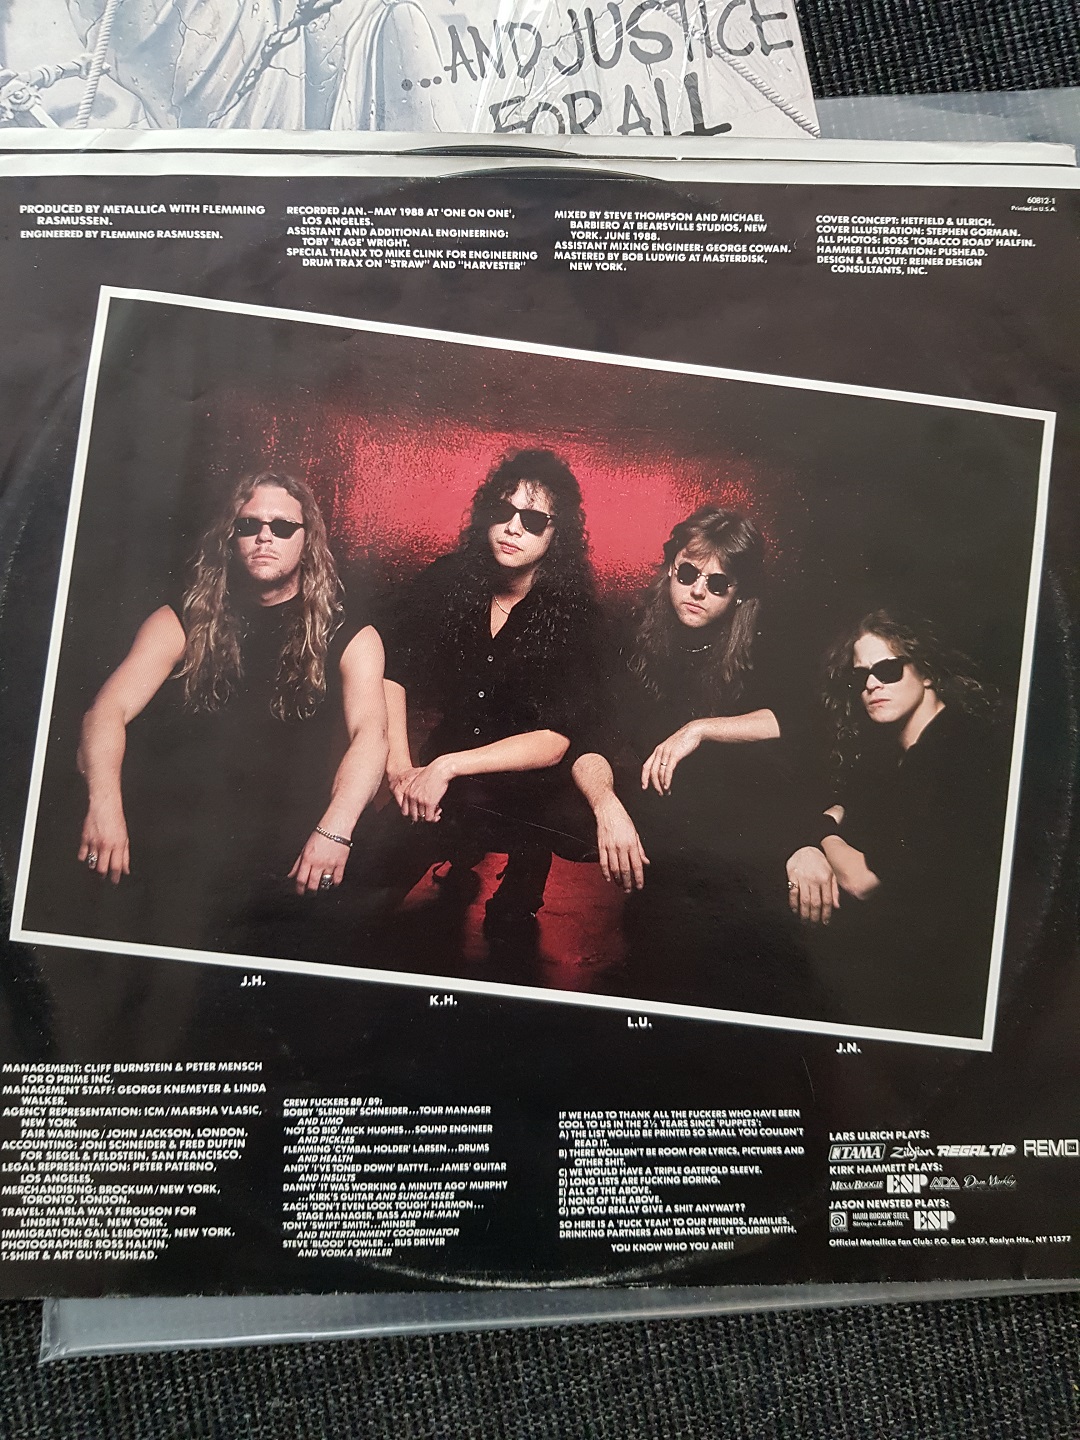 ...AND JUSTICE
FOR ALL
60812-1
Printed in U.S.A.
PRODUCED BY METALLICA WITH FLEMMING
RASMUSSEN.
ENGINEERED BY FLEMMING RASMUSSEN.
RECORDED JAN.–MAY 1988 AT 'ONE ON ONE',
LOS ANGELES.
ASSISTANT AND ADDITIONAL ENGINEERING:
TOBY 'RAGE' WRIGHT.
SPECIAL THANX TO MIKE CLINK FOR ENGINEERING
DRUM TRAX ON "STRAW" AND "HARVESTER"
MIXED BY STEVE THOMPSON AND MICHAEL
BARBIERO AT BEARSVILLE STUDIOS, NEW
YORK. JUNE 1988.
ASSISTANT MIXING ENGINEER: GEORGE COWAN.
MASTERED BY BOB LUDWIG AT MASTERDISK,
NEW YORK.
COVER CONCEPT: HETFIELD & ULRICH.
COVER ILLUSTRATION: STEPHEN GORMAN.
ALL PHOTOS: ROSS 'TOBACCO ROAD' HALFIN.
HAMMER ILLUSTRATION: PUSHEAD.
DESIGN & LAYOUT: REINER DESIGN
CONSULTANTS, INC.
J.H.
K.H.
L.U.
J.N.
MANAGEMENT: CLIFF BURNSTEIN & PETER MENSCH
FOR Q PRIME INC.
MANAGEMENT STAFF: GEORGE KNEMEYER & LINDA
WALKER.
AGENCY REPRESENTATION: ICM/MARSHA VLASIC,
NEW YORK
FAIR WARNING/JOHN JACKSON, LONDON.
ACCOUNTING: JONI SCHNEIDER & FRED DUFFIN
FOR SIEGEL & FELDSTEIN, SAN FRANCISCO.
LEGAL REPRESENTATION: PETER PATERNO,
LOS ANGELES.
MERCHANDISING: BROCKUM/NEW YORK,
TORONTO, LONDON.
TRAVEL: MARLA WAX FERGUSON FOR
LINDEN TRAVEL, NEW YORK.
IMMIGRATION: GAIL LEIBOWITZ, NEW YORK.
PHOTOGRAPHER: ROSS HALFIN.
T-SHIRT & ART GUY: PUSHEAD.
CREW FUCKERS 88/89:
BOBBY 'SLENDER' SCHNEIDER...TOUR MANAGER
AND LIMO
'NOT SO BIG' MICK HUGHES...SOUND ENGINEER
AND PICKLES
FLEMMING 'CYMBAL HOLDER' LARSEN...DRUMS
AND HEALTH
ANDY 'I'VE TONED DOWN' BATTYE...JAMES' GUITAR
AND INSULTS
DANNY 'IT WAS WORKING A MINUTE AGO' MURPHY
...KIRK'S GUITAR AND SUNGLASSES
ZACH 'DON'T EVEN LOOK TOUGH' HARMON...
STAGE MANAGER, BASS AND HE-MAN
TONY 'SWIFT' SMITH...MINDER
AND ENTERTAINMENT COORDINATOR
STEVE 'BLOOD' FOWLER...BUS DRIVER
AND VODKA SWILLER
IF WE HAD TO THANK ALL THE FUCKERS WHO HAVE BEEN
COOL TO US IN THE 2½ YEARS SINCE 'PUPPETS':
A) THE LIST WOULD BE PRINTED SO SMALL YOU COULDN'T
READ IT.
B) THERE WOULDN'T BE ROOM FOR LYRICS, PICTURES AND
OTHER SHIT.
C) WE WOULD HAVE A TRIPLE GATEFOLD SLEEVE.
D) LONG LISTS ARE FUCKING BORING.
E) ALL OF THE ABOVE.
F) NONE OF THE ABOVE.
G) DO YOU REALLY GIVE A SHIT ANYWAY??
SO HERE IS A 'FUCK YEAH' TO OUR FRIENDS, FAMILIES,
DRINKING PARTNERS AND BANDS WE'VE TOURED WITH.
YOU KNOW WHO YOU ARE!!
LARS ULRICH PLAYS:
TAMA Zildjian REGAL TIP REMO
KIRK HAMMETT PLAYS:
MESA/BOOGIE ESP ADA Dean Markley
JASON NEWSTED PLAYS:
HARD ROCKIN' STEEL
Strings by La Bella ESP
Official Metallica Fan Club: P.O. Box 1347, Roslyn Hts., NY 11577